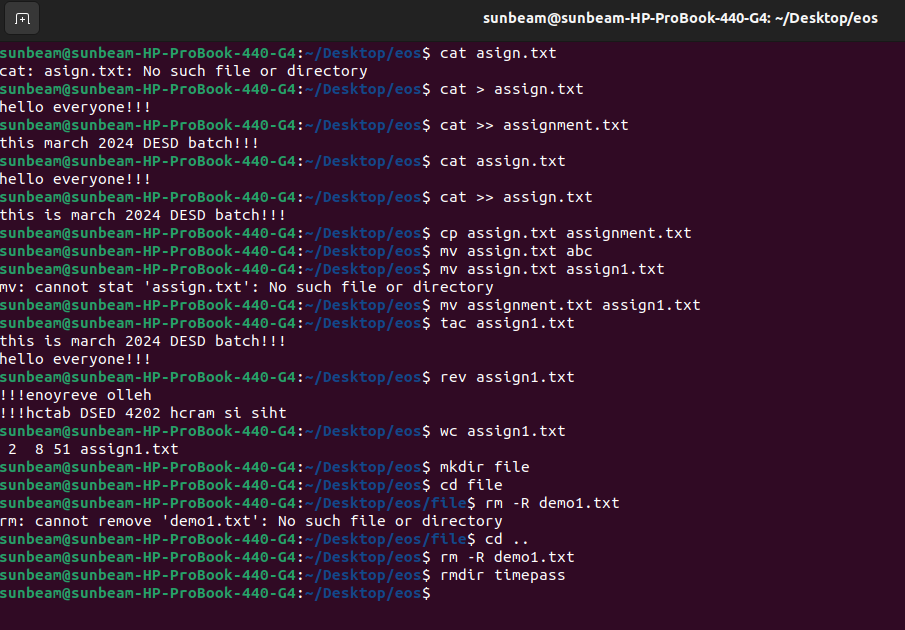 sunbeam@sunbeam-HP-ProBook-440-G4: ~/Desktop/eos
sunbeam@sunbeam-HP-ProBook-440-G4:~/Desktop/eos$ cat asign.txt
cat: asign.txt: No such file or directory
sunbeam@sunbeam-HP-ProBook-440-G4:~/Desktop/eos$ cat > assign.txt
hello everyone!!!
sunbeam@sunbeam-HP-ProBook-440-G4:~/Desktop/eos$ cat >> assignment.txt
this march 2024 DESD batch!!!
sunbeam@sunbeam-HP-ProBook-440-G4:~/Desktop/eos$ cat assign.txt
hello everyone!!!
sunbeam@sunbeam-HP-ProBook-440-G4:~/Desktop/eos$ cat >> assign.txt
this is march 2024 DESD batch!!!
sunbeam@sunbeam-HP-ProBook-440-G4:~/Desktop/eos$ cp assign.txt assignment.txt
sunbeam@sunbeam-HP-ProBook-440-G4:~/Desktop/eos$ mv assign.txt abc
sunbeam@sunbeam-HP-ProBook-440-G4:~/Desktop/eos$ mv assign.txt assign1.txt
mv: cannot stat 'assign.txt': No such file or directory
sunbeam@sunbeam-HP-ProBook-440-G4:~/Desktop/eos$ mv assignment.txt assign1.txt
sunbeam@sunbeam-HP-ProBook-440-G4:~/Desktop/eos$ tac assign1.txt
this is march 2024 DESD batch!!!
hello everyone!!!
sunbeam@sunbeam-HP-ProBook-440-G4:~/Desktop/eos$ rev assign1.txt
!!!enoyreve olleh
!!!hctab DSED 4202 hcram si siht
sunbeam@sunbeam-HP-ProBook-440-G4:~/Desktop/eos$ wc assign1.txt
 2  8 51 assign1.txt
sunbeam@sunbeam-HP-ProBook-440-G4:~/Desktop/eos$ mkdir file
sunbeam@sunbeam-HP-ProBook-440-G4:~/Desktop/eos$ cd file
sunbeam@sunbeam-HP-ProBook-440-G4:~/Desktop/eos/file$ rm -R demo1.txt
rm: cannot remove 'demo1.txt': No such file or directory
sunbeam@sunbeam-HP-ProBook-440-G4:~/Desktop/eos/file$ cd ..
sunbeam@sunbeam-HP-ProBook-440-G4:~/Desktop/eos$ rm -R demo1.txt
sunbeam@sunbeam-HP-ProBook-440-G4:~/Desktop/eos$ rmdir timepass
sunbeam@sunbeam-HP-ProBook-440-G4:~/Desktop/eos$